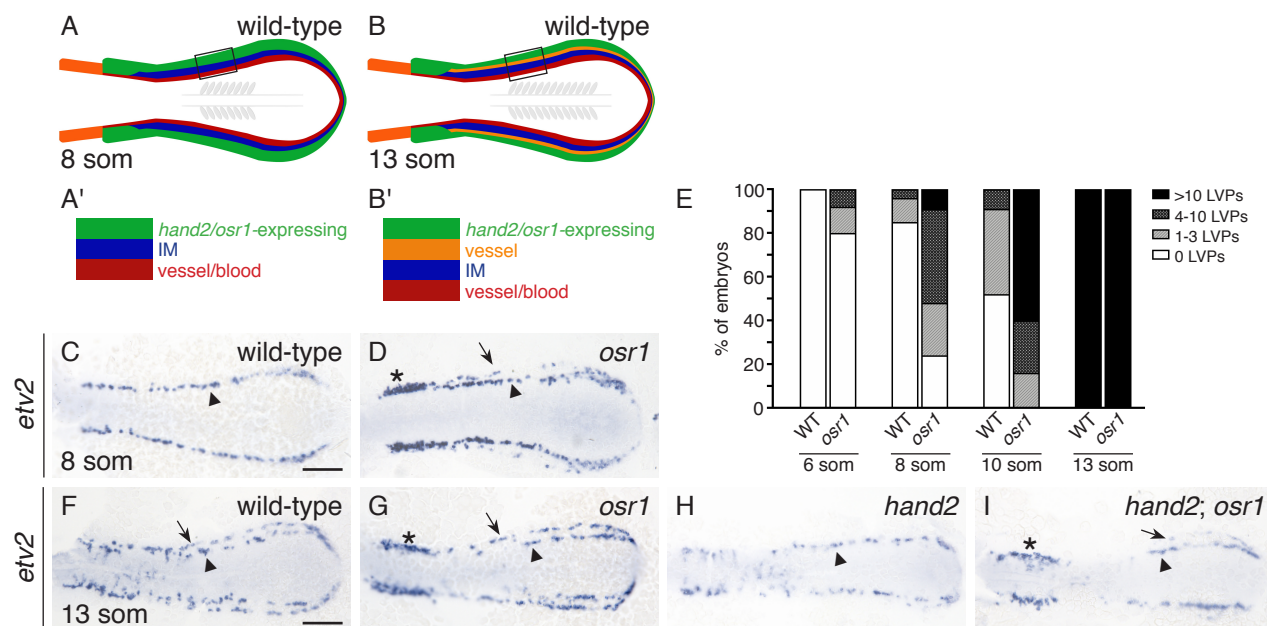 A
wild-type
8 som
B
wild-type
13 som
A'
hand2/osr1-expressing
IM
vessel/blood
B'
hand2/osr1-expressing
vessel
IM
vessel/blood
E
% of embryos
100
80
60
40
20
0
WT
osr1
WT
osr1
WT
osr1
WT
osr1
6 som
8 som
10 som
13 som
>10 LVPs
4-10 LVPs
1-3 LVPs
0 LVPs
etv2
C
wild-type
8 som
D
osr1
*
etv2
F
wild-type
13 som
G
osr1
*
H
hand2
I
hand2; osr1
*